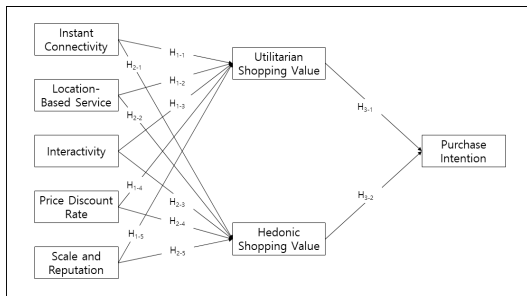 Instant
Connectivity
Location-
Based Service
Interactivity
Price Discount
Rate
Scale and
Reputation
H1-1
H2-1
H1-2
H1-3
H2-2
H1-4
H2-3
H2-4
H1-5
H2-5
Utilitarian
Shopping Value
Hedonic
Shopping Value
H3-1
H3-2
Purchase
Intention